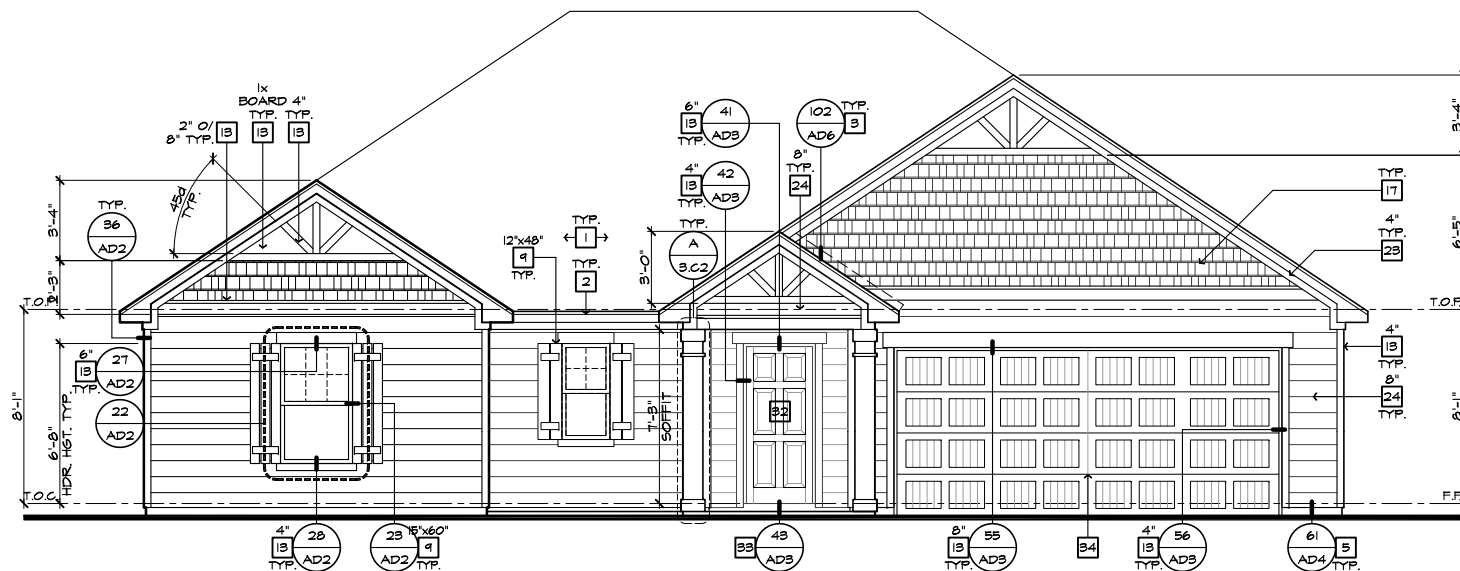 1x
BOARD 4"
TYP. TYP.
2" O/
8" TYP.
13
13
13
45d
TYP.
TYP.
36
AD2
3'-4"
2'-3"
T.O.P.
8'-1"
6'-8"
HDR. HGT. TYP.
T.O.C.
6"
13
TYP.
27
AD2
22
AD2
4"
13
TYP.
28
AD2
23
AD2
15"x60"
9
TYP.
12"x48"
9
TYP.
TYP.
1
TYP.
2
TYP.
A
3.C2
3'-0"
7'-3"
SOFFIT
6"
13
TYP.
41
AD3
4"
13
TYP.
42
AD3
102
AD6
TYP.
3
8"
TYP.
24
32
33
43
AD3
8"
13
TYP.
55
AD3
34
4"
13
TYP.
56
AD3
61
AD4
5
TYP.
TYP.
17
4"
23
TYP.
3'-4"
6'-5"
4"
13
TYP.
8"
24
TYP.
8'-1"